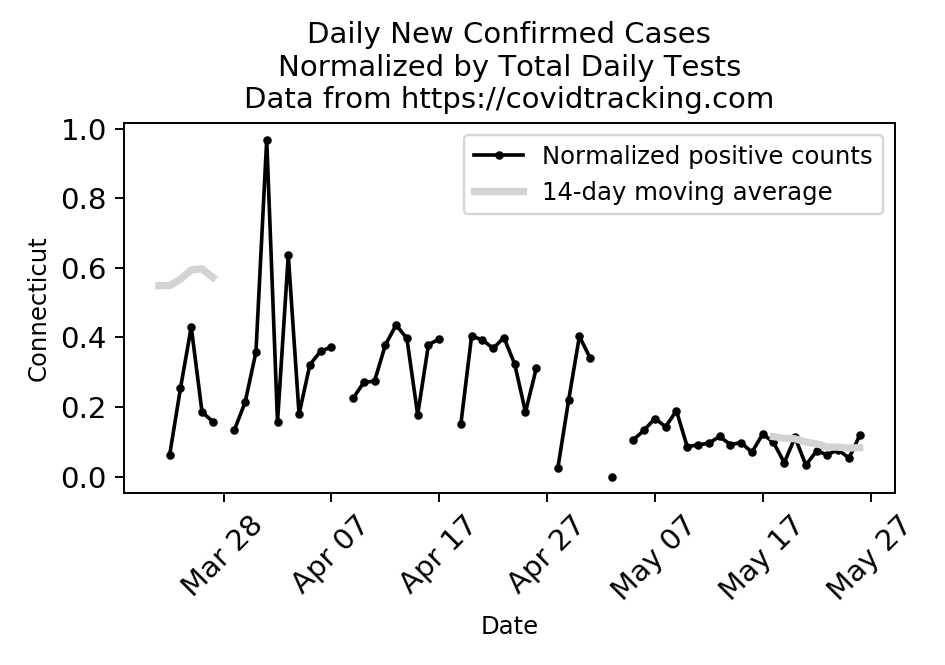 Daily New Confirmed Cases
Normalized by Total Daily Tests
Data from https://covidtracking.com
Normalized positive counts
14-day moving average
1.0
0.8
0.6
0.4
0.2
0.0
Connecticut
Mar 28
Apr 07
Apr 17
Apr 27
May 07
May 17
May 27
Date